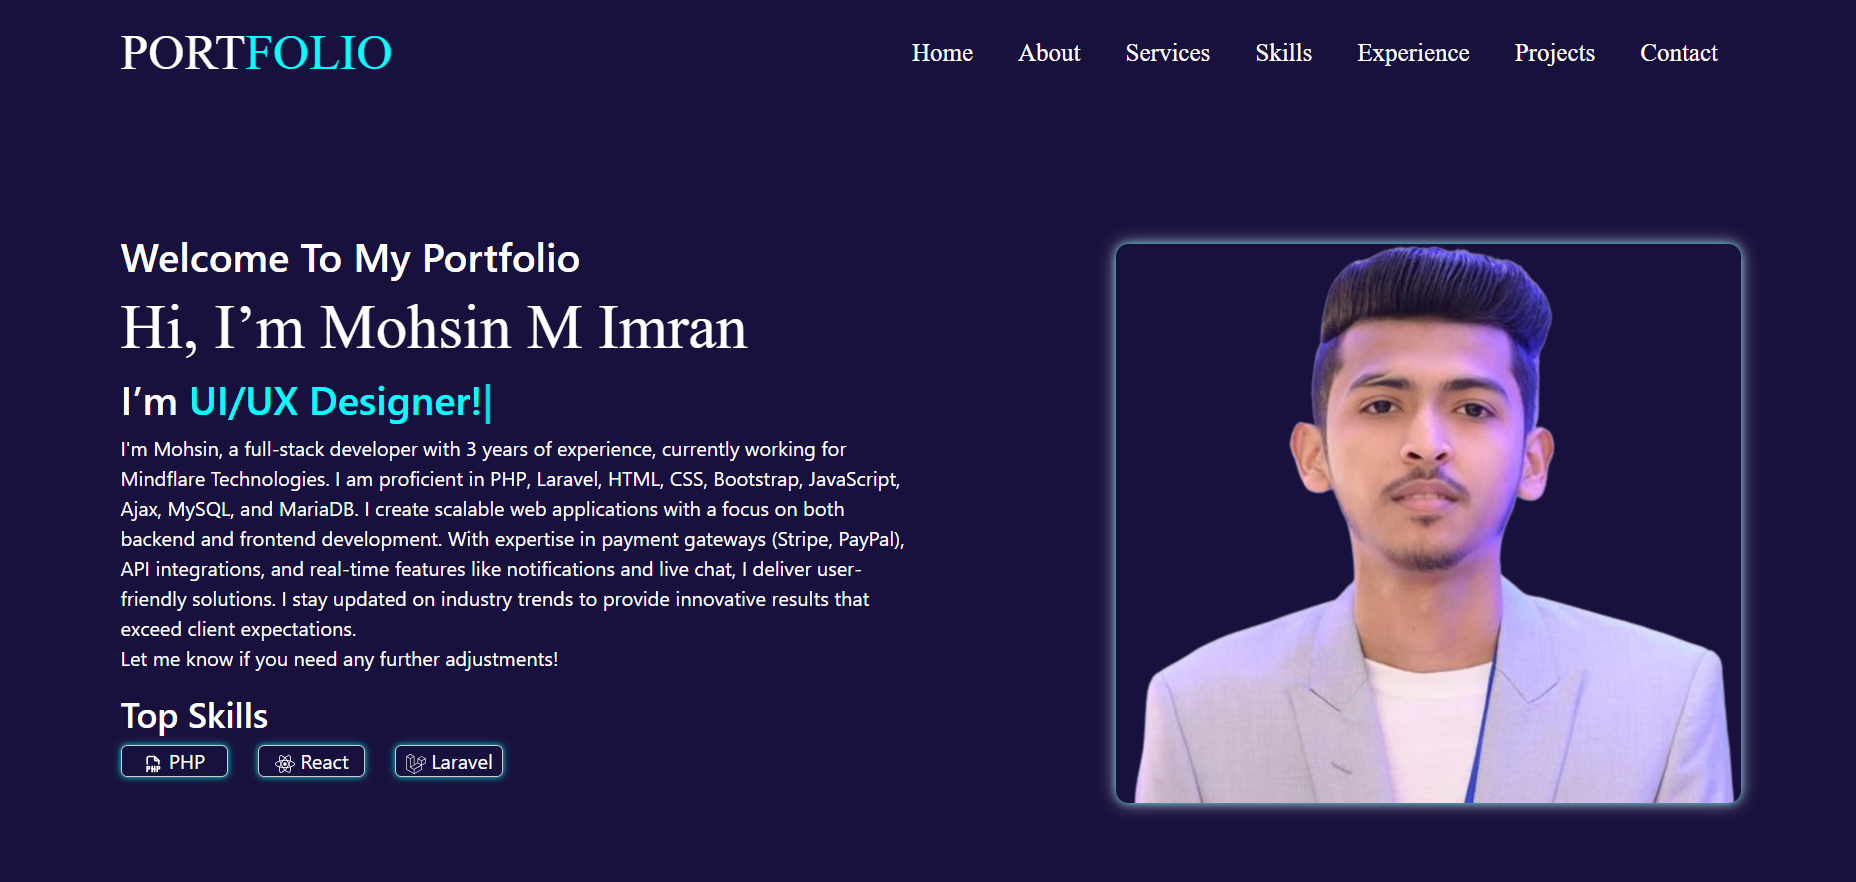 PORTFOLIO
Home About Services Skills Experience Projects Contact
Welcome To My Portfolio
Hi, I’m Mohsin M Imran
I’m UI/UX Designer!|
I'm Mohsin, a full-stack developer with 3 years of experience, currently working for
Mindflare Technologies. I am proficient in PHP, Laravel, HTML, CSS, Bootstrap, JavaScript,
Ajax, MySQL, and MariaDB. I create scalable web applications with a focus on both
backend and frontend development. With expertise in payment gateways (Stripe, PayPal),
API integrations, and real-time features like notifications and live chat, I deliver user-
friendly solutions. I stay updated on industry trends to provide innovative results that
exceed client expectations.
Let me know if you need any further adjustments!
Top Skills
PHP PHP React Laravel